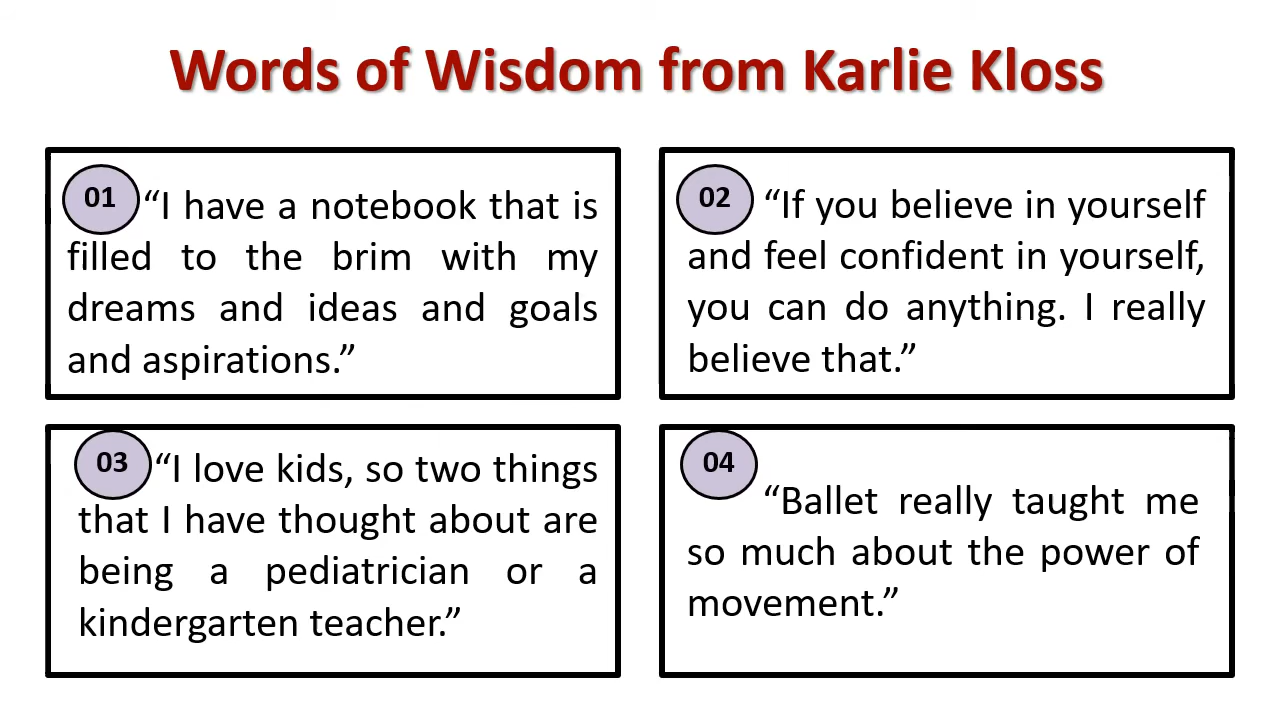 Words of Wisdom from Karlie Kloss
01
“I have a notebook that is
filled to the brim with my
dreams and ideas and goals
and aspirations.”
02
“If you believe in yourself
and feel confident in yourself,
you can do anything. I really
believe that.”
03
“I love kids, so two things
that I have thought about are
being a pediatrician or a
kindergarten teacher.”
04
“Ballet really taught me
so much about the power of
movement.”